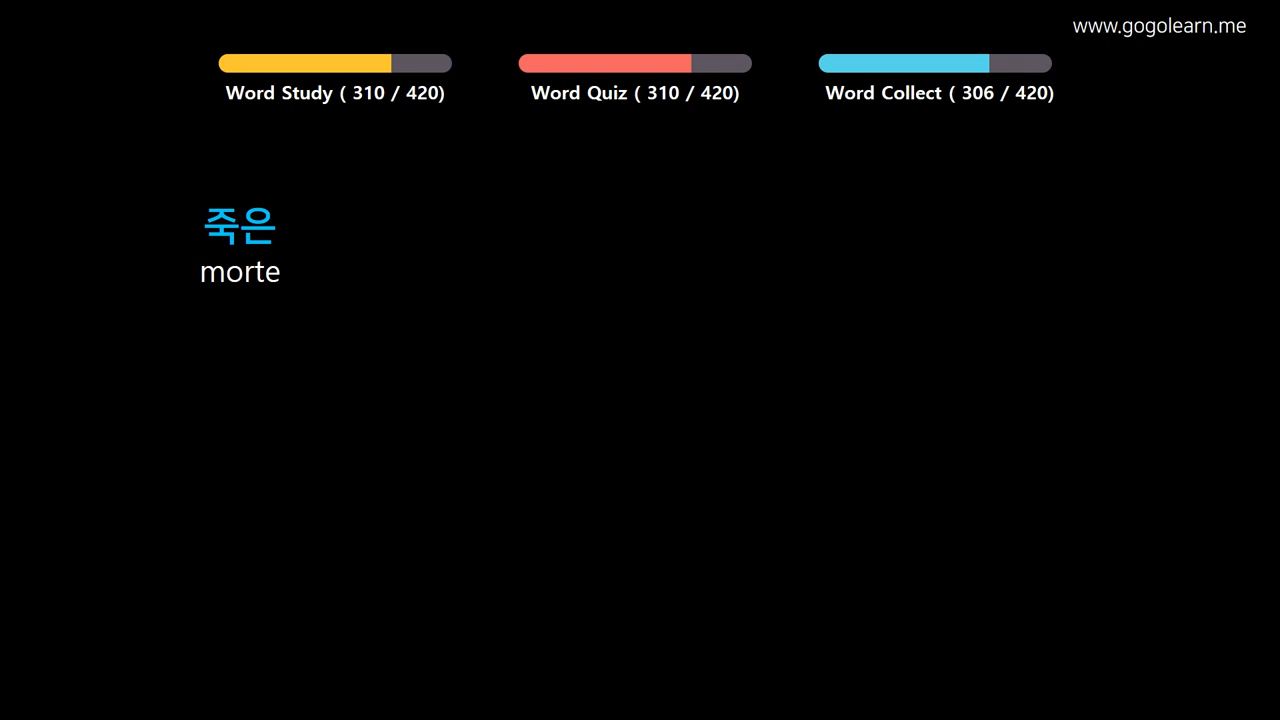 www.gogolearn.me
Word Study ( 310 / 420)
Word Quiz ( 310 / 420)
Word Collect ( 306 / 420)
죽은
morte